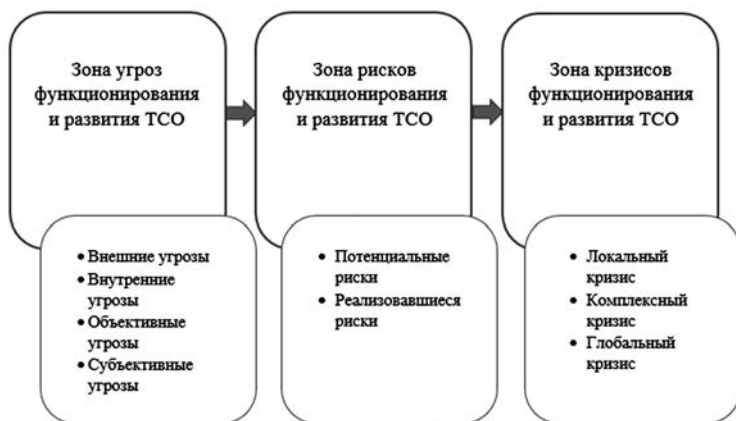 Зона угроз
функционирования
и развития ТСО
Зона рисков
функционирования
и развития ТСО
Зона кризисов
функционирования
и развития ТСО
• Внешние угрозы
• Внутренние
угрозы
• Объективные
угрозы
• Субъективные
угрозы
• Потенциальные
риски
• Реализовавшиеся
риски
• Локальный
кризис
• Комплексный
кризис
• Глобальный
кризис